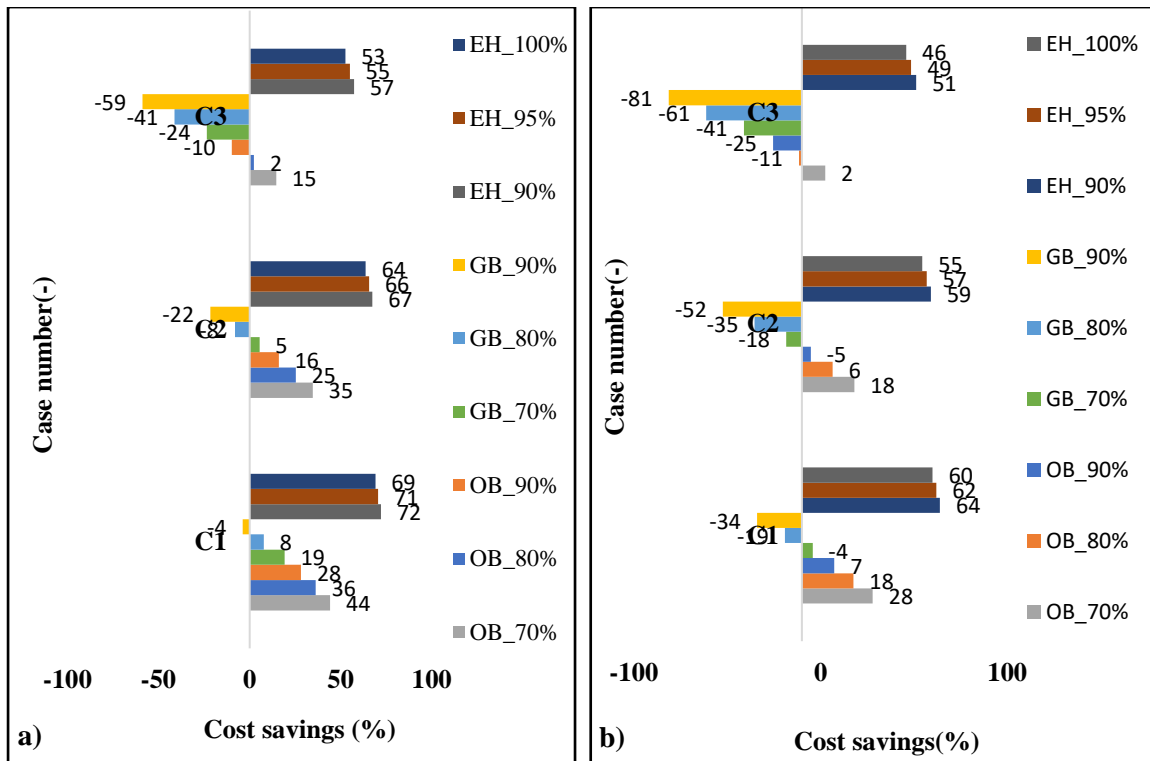 EH_100%
EH_95%
EH_90%
GB_90%
GB_80%
GB_70%
OB_90%
OB_80%
OB_70%
Case number(-)
C3
53
55
57
-59
-41
-24
-10
2
15
C2
64
66
67
-22
-8
5
16
25
35
C1
69
71
72
-4
8
19
28
36
44
-100 -50 0 50 100
Cost savings (%)
a)
EH_100%
EH_95%
EH_90%
GB_90%
GB_80%
GB_70%
OB_90%
OB_80%
OB_70%
Case number(-)
C3
46
49
51
-81
-61
-41
-25
-11
2
C2
55
57
59
-52
-35
-18
-5
6
18
C1
60
62
64
-34
-19
-4
7
18
28
-100 0 100
Cost savings(%)
b)